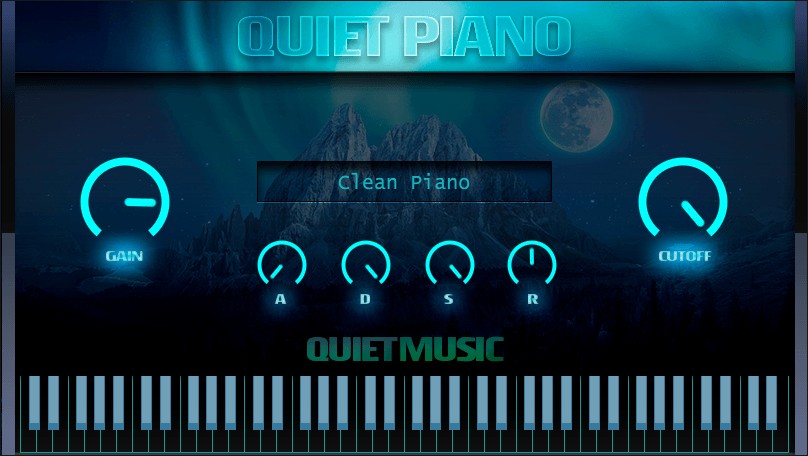 QUIET PIANO
Clean Piano
GAIN
CUTOFF
A D S R
QUIETMUSIC